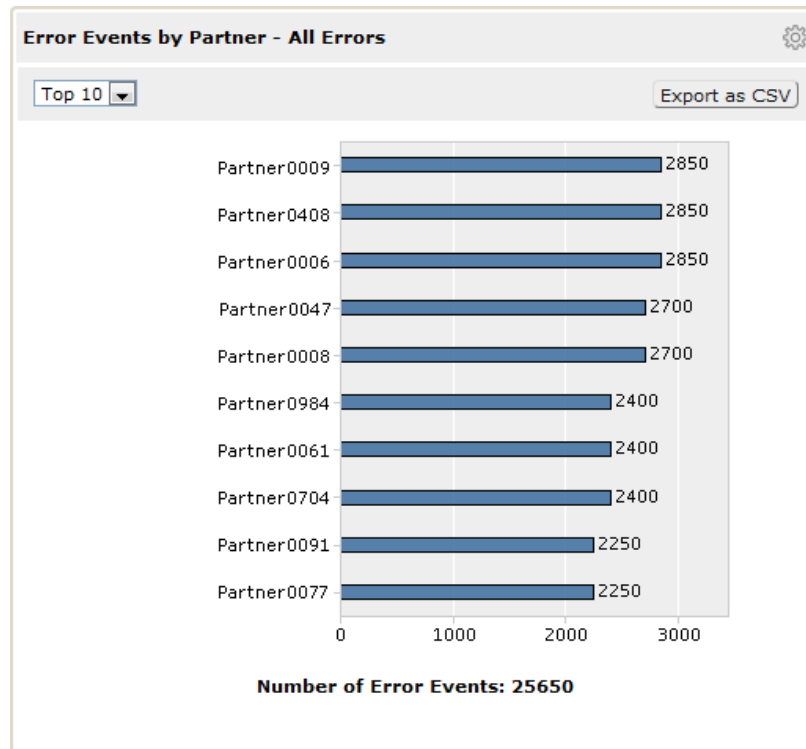 Error Events by Partner - All Errors
Top 10
Export as CSV
Partner0009 2850
Partner0408 2850
Partner0006 2850
Partner0047 2700
Partner0008 2700
Partner0984 2400
Partner0061 2400
Partner0704 2400
Partner0091 2250
Partner0077 2250
0 1000 2000 3000
Number of Error Events: 25650